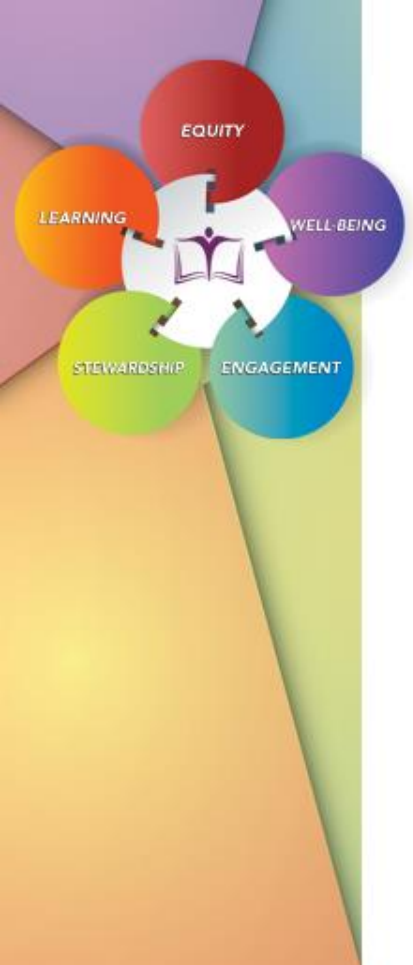 EQUITY
LEARNING
WELL-BEING
STEWARDSHIP
ENGAGEMENT